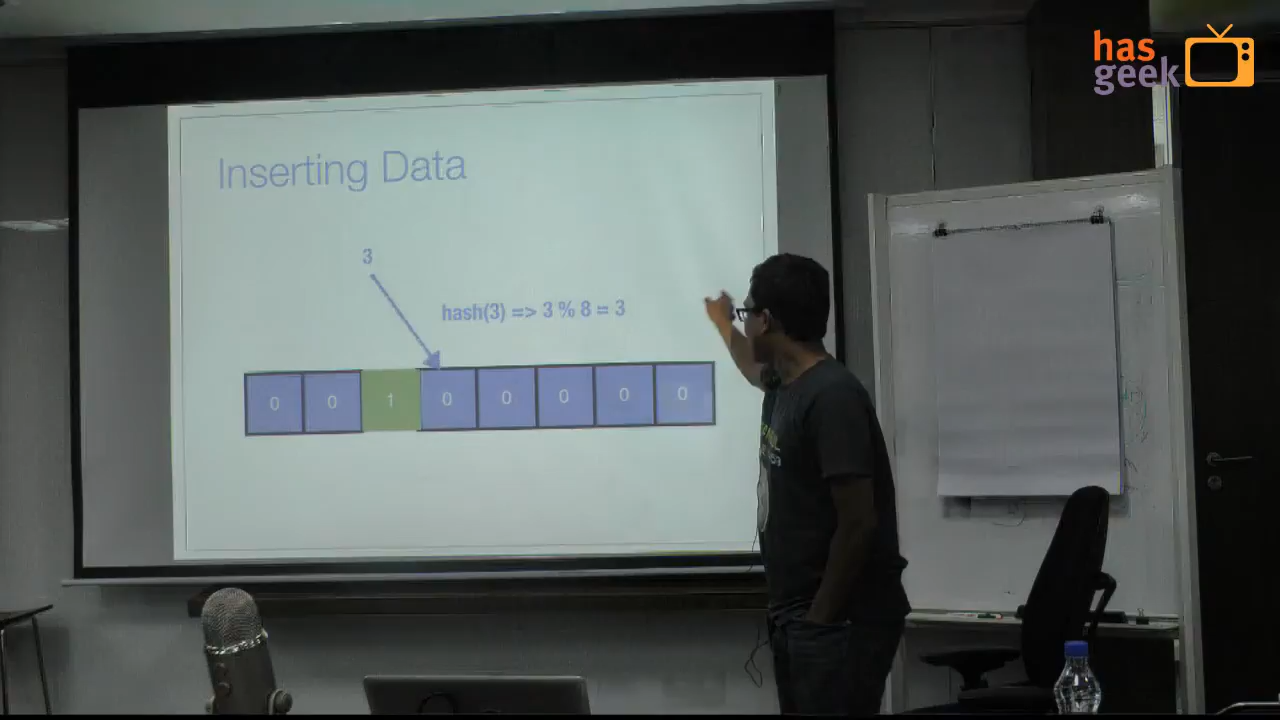 has
geek
Inserting Data
3
hash(3) => 3 % 8 = 3
0 0 1 0 0 0 0 0